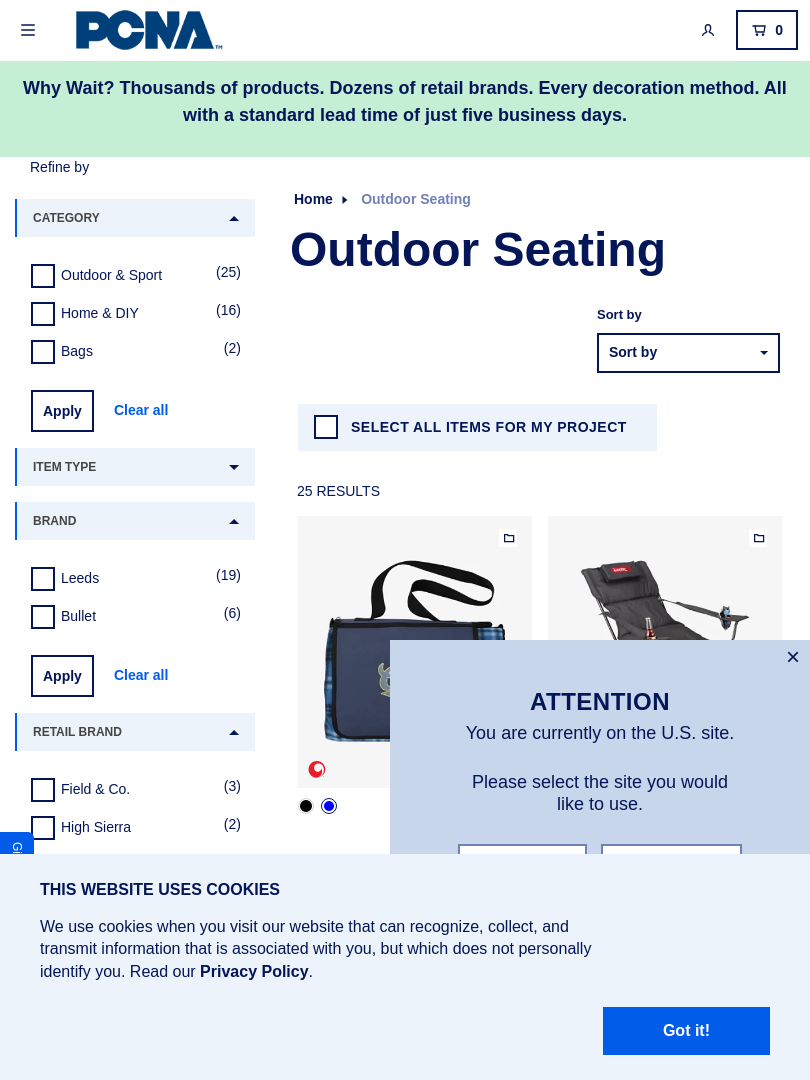 PCNA TM
0
Why Wait? Thousands of products. Dozens of retail brands. Every decoration method. All
with a standard lead time of just five business days.
Refine by
CATEGORY
Outdoor & Sport (25)
Home & DIY (16)
Bags (2)
Apply Clear all
ITEM TYPE
BRAND
Leeds (19)
Bullet (6)
Apply Clear all
RETAIL BRAND
Field & Co. (3)
High Sierra (2)
Home Outdoor Seating
Outdoor Seating
Sort by
Sort by
SELECT ALL ITEMS FOR MY PROJECT
25 RESULTS
ATTENTION
You are currently on the U.S. site.
Please select the site you would
like to use.
THIS WEBSITE USES COOKIES
We use cookies when you visit our website that can recognize, collect, and
transmit information that is associated with you, but which does not personally
identify you. Read our Privacy Policy.
Got it!